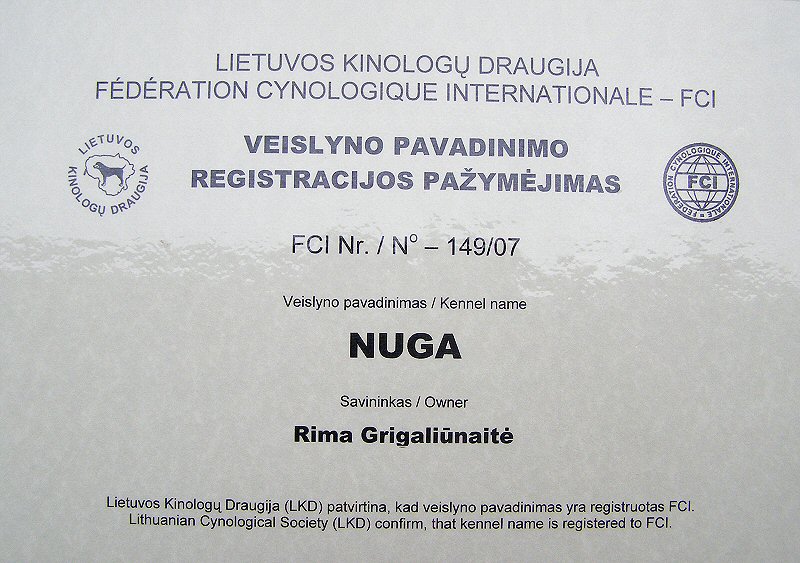 LIETUVOS KINOLOGŲ DRAUGIJA
FÉDÉRATION CYNOLOGIQUE INTERNATIONALE – FCI
VEISLYNO PAVADINIMO
REGISTRACIJOS PAŽYMĖJIMAS
LIETUVOS
KINOLOGŲ DRAUGIJA
FEDERATION CYNOLOGIQUE INTERNATIONALE
FCI
FCI Nr. / Nº – 149/07
Veislyno pavadinimas / Kennel name
NUGA
Savininkas / Owner
Rima Grigaliūnaitė
Lietuvos Kinologų Draugija (LKD) patvirtina, kad veislyno pavadinimas yra registruotas FCI.
Lithuanian Cynological Society (LKD) confirm, that kennel name is registered to FCI.